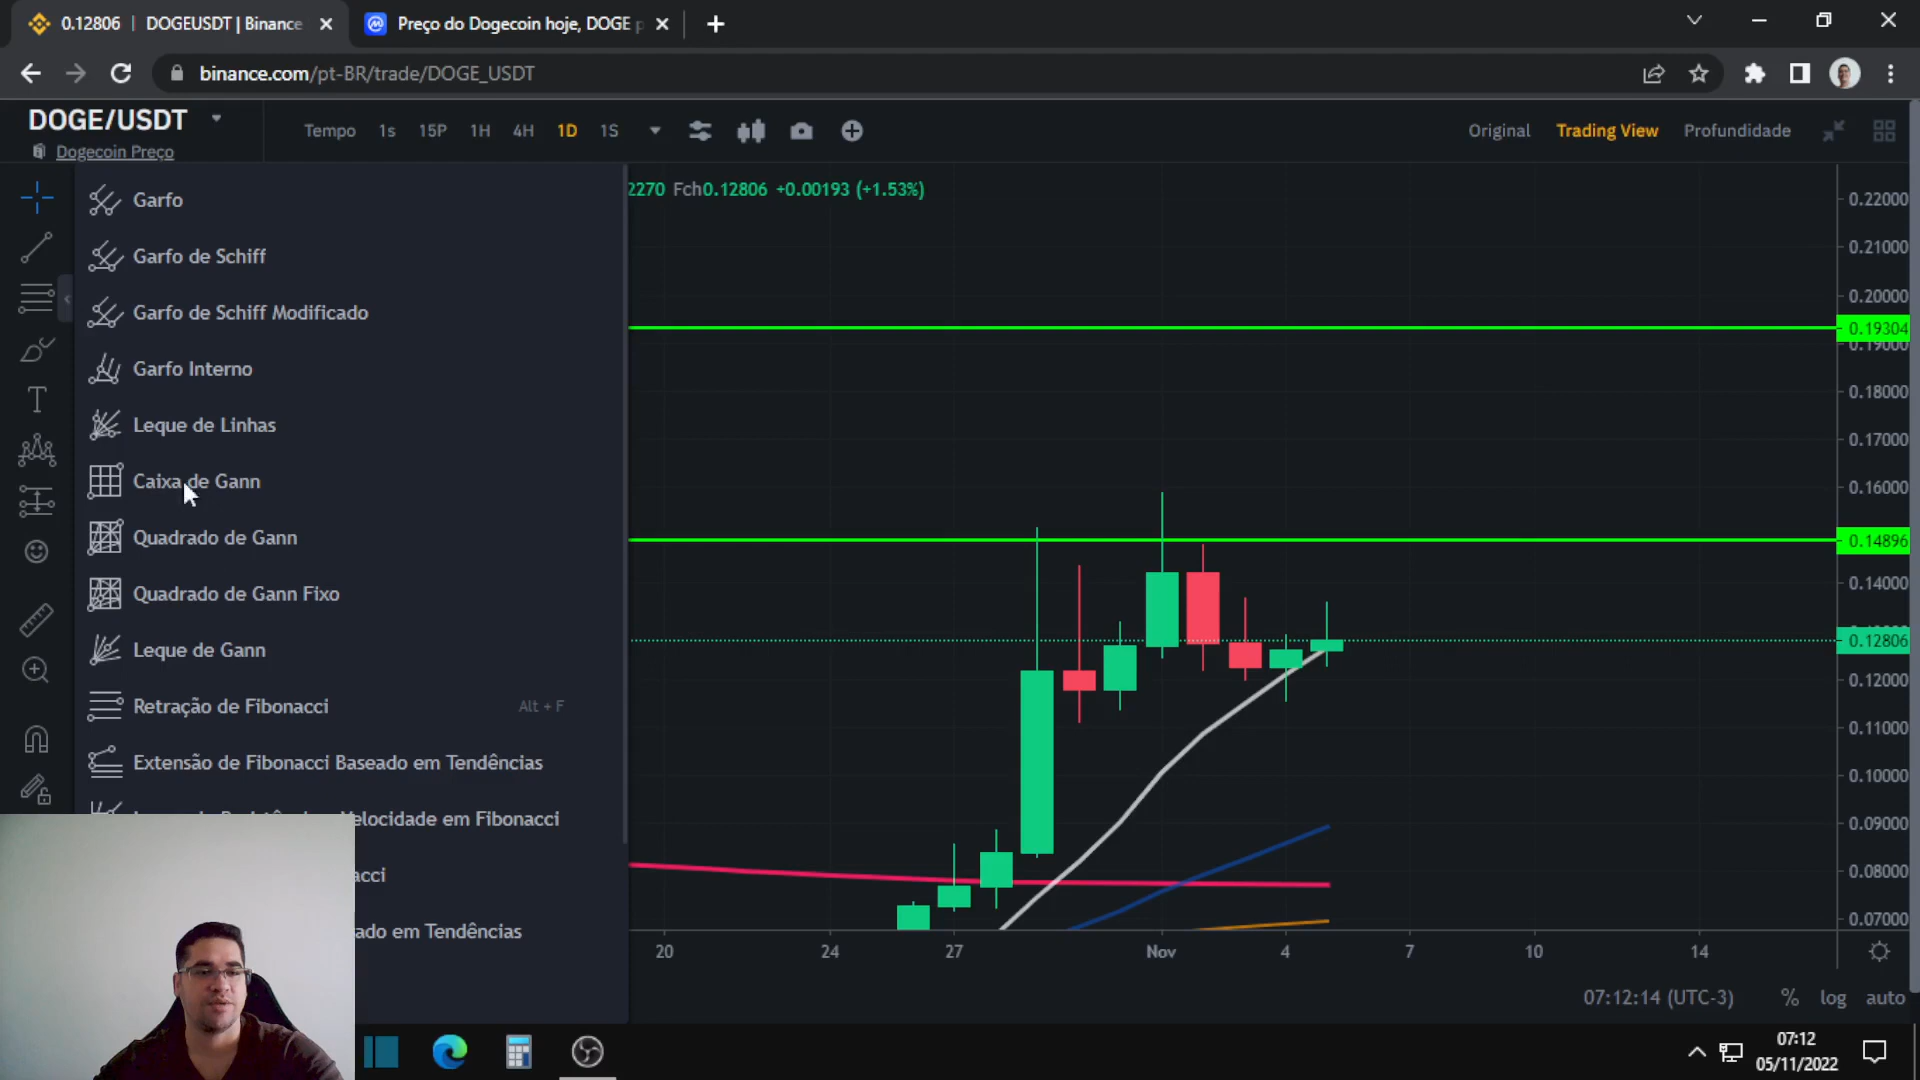 0.12806 | DOGEUSDT | Binance
Preço do Dogecoin hoje, DOGE p
binance.com/pt-BR/trade/DOGE_USDT
DOGE/USDT
Dogecoin Preço
Tempo 1s 15P 1H 4H 1D 1S
Original Trading View Profundidade
2270 Fch0.12806 +0.00193 (+1.53%)
Garfo
Garfo de Schiff
Garfo de Schiff Modificado
Garfo Interno
Leque de Linhas
Caixa de Gann
Quadrado de Gann
Quadrado de Gann Fixo
Leque de Gann
Retração de Fibonacci Alt + F
Extensão de Fibonacci Baseado em Tendências
Velocidade em Fibonacci
acci
ado em Tendências
0.22000
0.21000
0.20000
0.19304
0.19000
0.18000
0.17000
0.16000
0.14896
0.14000
0.12806
0.12000
0.11000
0.10000
0.09000
0.08000
0.07000
20 24 27 Nov 4 7 10 14
07:12:14 (UTC-3) % log auto
07:12
05/11/2022